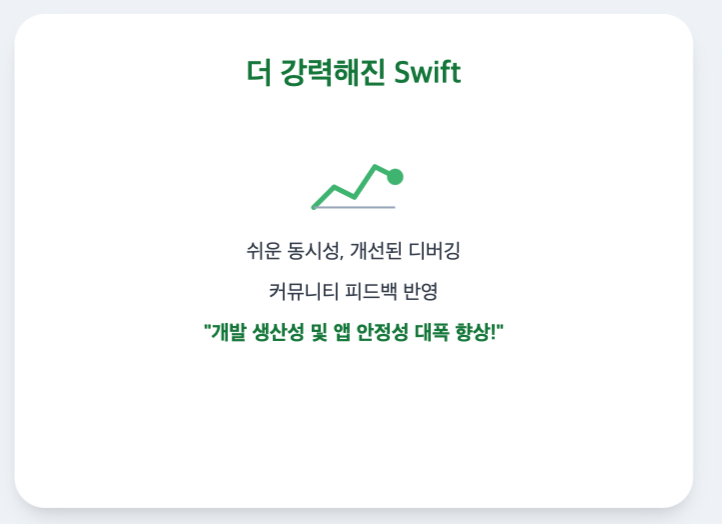 더 강력해진 Swift
쉬운 동시성, 개선된 디버깅
커뮤니티 피드백 반영
"개발 생산성 및 앱 안정성 대폭 향상!"